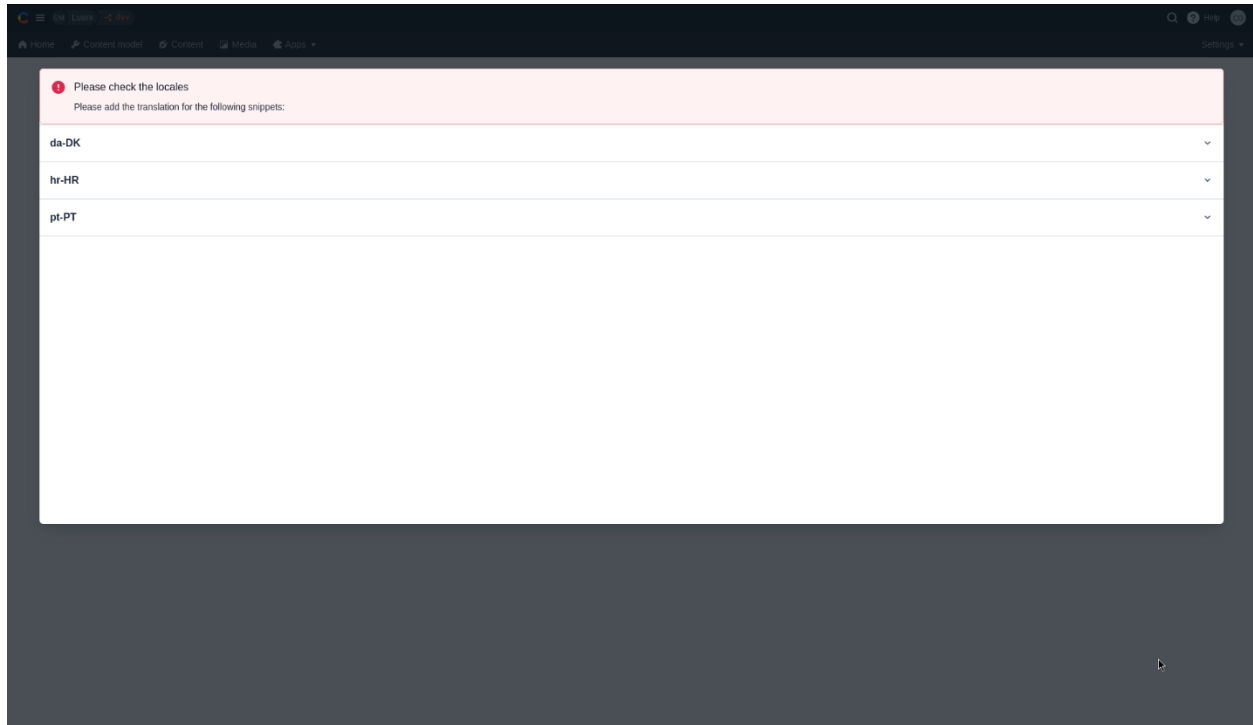 Help
Home Content model Content Media Apps Settings
Please check the locales
Please add the translation for the following snippets:
da-DK
hr-HR
pt-PT